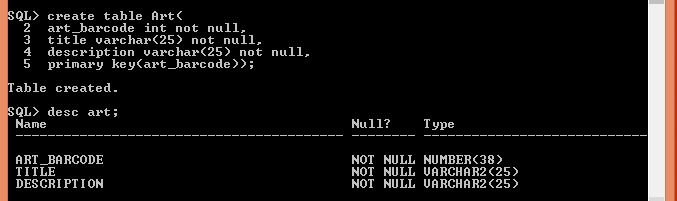 SQL> create table Art(
2 art_barcode int not null,
3 title varchar(25) not null,
4 description varchar(25) not null,
5 primary key(art_barcode));
Table created.
SQL> desc art;
Name Null? Type
ART_BARCODE NOT NULL NUMBER(38)
TITLE NOT NULL VARCHAR2(25)
DESCRIPTION NOT NULL VARCHAR2(25)